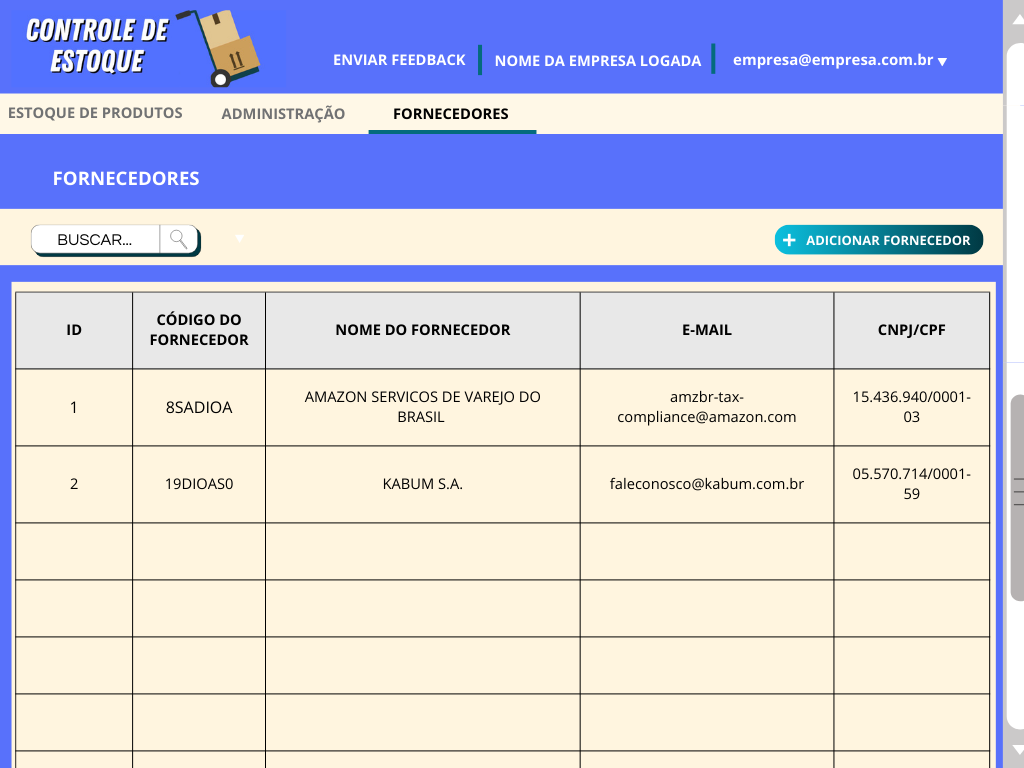 CONTROLE DE
ESTOQUE
ENVIAR FEEDBACK
NOME DA EMPRESA LOGADA
empresa@empresa.com.br
ESTOQUE DE PRODUTOS
ADMINISTRAÇÃO
FORNECEDORES
FORNECEDORES
BUSCAR...
ADICIONAR FORNECEDOR
ID
CÓDIGO DO
FORNECEDOR
NOME DO FORNECEDOR
E-MAIL
CNPJ/CPF
1
8SADIOA
AMAZON SERVICOS DE VAREJO DO
BRASIL
amzbr-tax-
compliance@amazon.com
15.436.940/0001-
03
2
19DIOAS0
KABUM S.A.
faleconosco@kabum.com.br
05.570.714/0001-
59